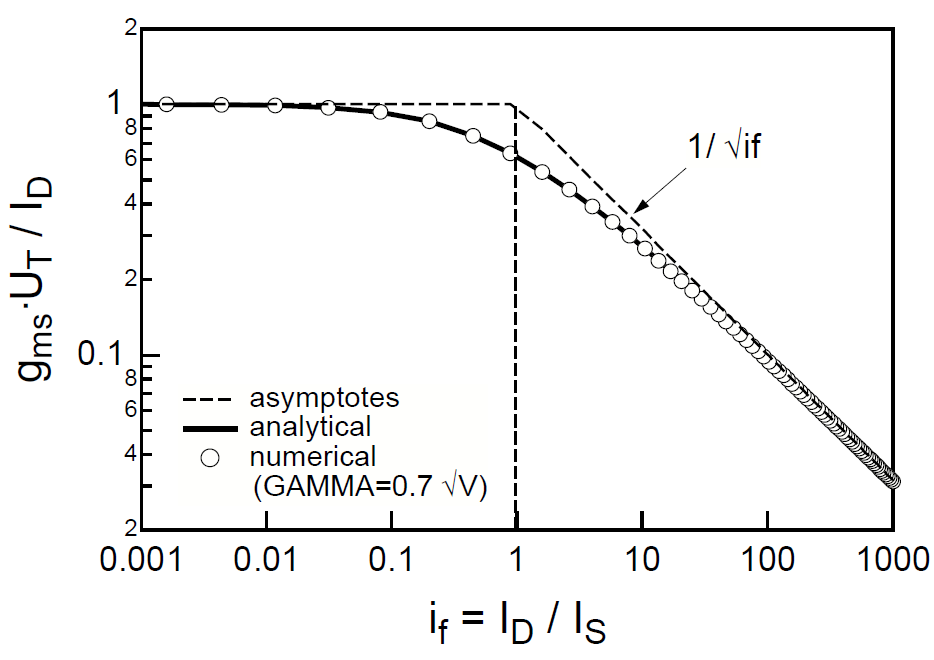 2
1
8
6
4
2
0.1
8
6
4
2
gms·UT / ID
1/ √if
asymptotes
analytical
numerical
(GAMMA=0.7 √V)
0.001 0.01 0.1 1 10 100 1000
if = ID / IS